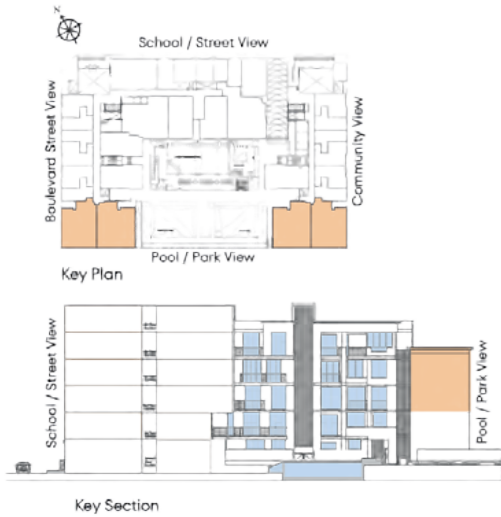 N
School / Street View
Boulevard Street View
Community View
Pool / Park View
Key Plan
School / Street View
Pool / Park View
Key Section